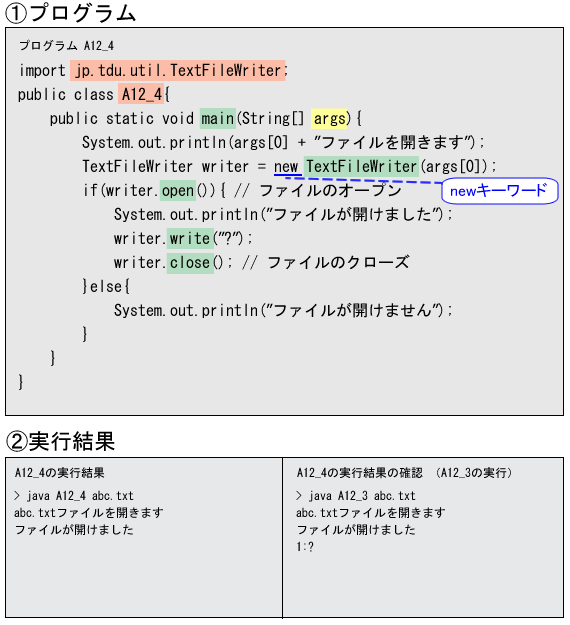 ①プログラム
プログラム A12_4
import jp.tdu.util.TextFileWriter;
public class A12_4{
public static void main(String[] args){
System.out.println(args[0] + "ファイルを開きます");
TextFileWriter writer = new TextFileWriter(args[0]);
if(writer.open()){ // ファイルのオープン
newキーワード
System.out.println("ファイルが開けました");
writer.write("?");
writer.close(); // ファイルのクローズ
}else{
System.out.println("ファイルが開けません");
}
}
}
②実行結果
A12_4の実行結果
> java A12_4 abc.txt
abc.txtファイルを開きます
ファイルが開けました
A12_4の実行結果の確認 （A12_3の実行）
> java A12_3 abc.txt
abc.txtファイルを開きます
ファイルが開けました
1:?